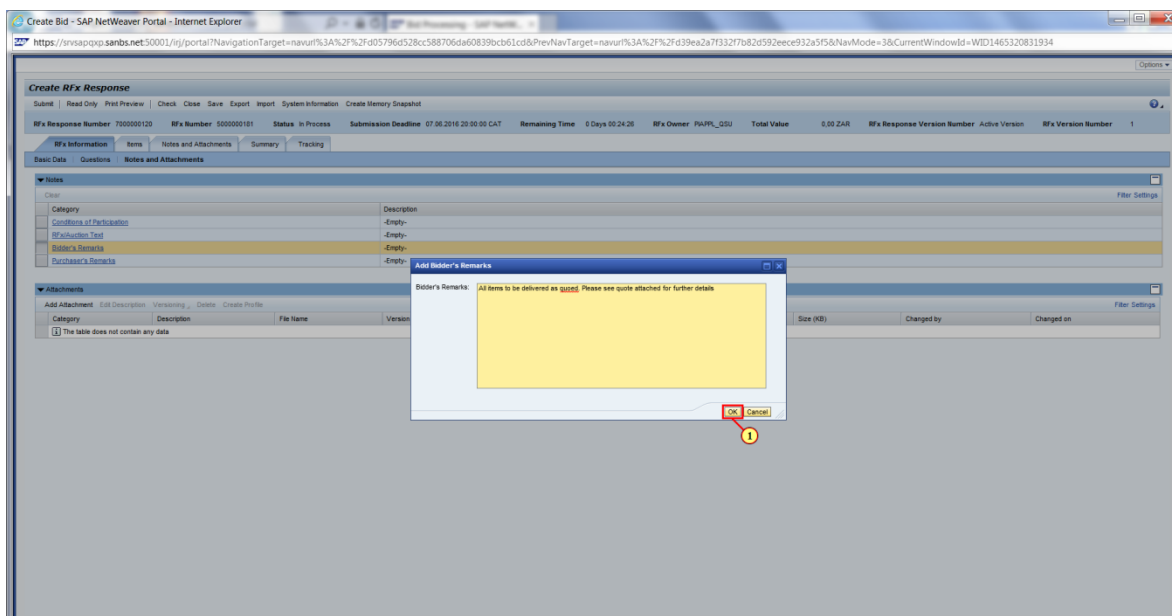 Create Bid - SAP NetWeaver Portal - Internet Explorer
https://srvsapqxp.sanbs.net:50001/irj/portal?NavigationTarget=navurl%3A%2F%2Fd05796d528cc588706da60839bcb61cd&PrevNavTarget=navurl%3A%2F%2Fd39ea2a7f332f7b82d592eece932a5f5&NavMode=3&CurrentWindowId=WID1465320831934
Options
Create RFx Response
Submit | Read Only Print Preview | Check Close Save Export Import System Information Create Memory Snapshot
RFx Response Number 7000000120 RFx Number 5000000181 Status In Process Submission Deadline 07.06.2016 20:00:00 CAT Remaining Time 0 Days 00:24:26 RFx Owner PIAPPL_QSU Total Value 0,00 ZAR RFx Response Version Number Active Version RFx Version Number 1
RFx Information Items Notes and Attachments Summary Tracking
Basic Data Questions Notes and Attachments
Notes
Clear Filter Settings
Category Description
Conditions of Participation -Empty-
RFx/Auction Text -Empty-
Bidder's Remarks -Empty-
Purchaser's Remarks -Empty-
Add Bidder's Remarks
Bidder's Remarks: All items to be delivered as quoed. Please see quote attached for further details
OK Cancel
1
Attachments
Add Attachment Edit Description Versioning Delete Create Profile Filter Settings
Category Description File Name Version Size (KB) Changed by Changed on
The table does not contain any data